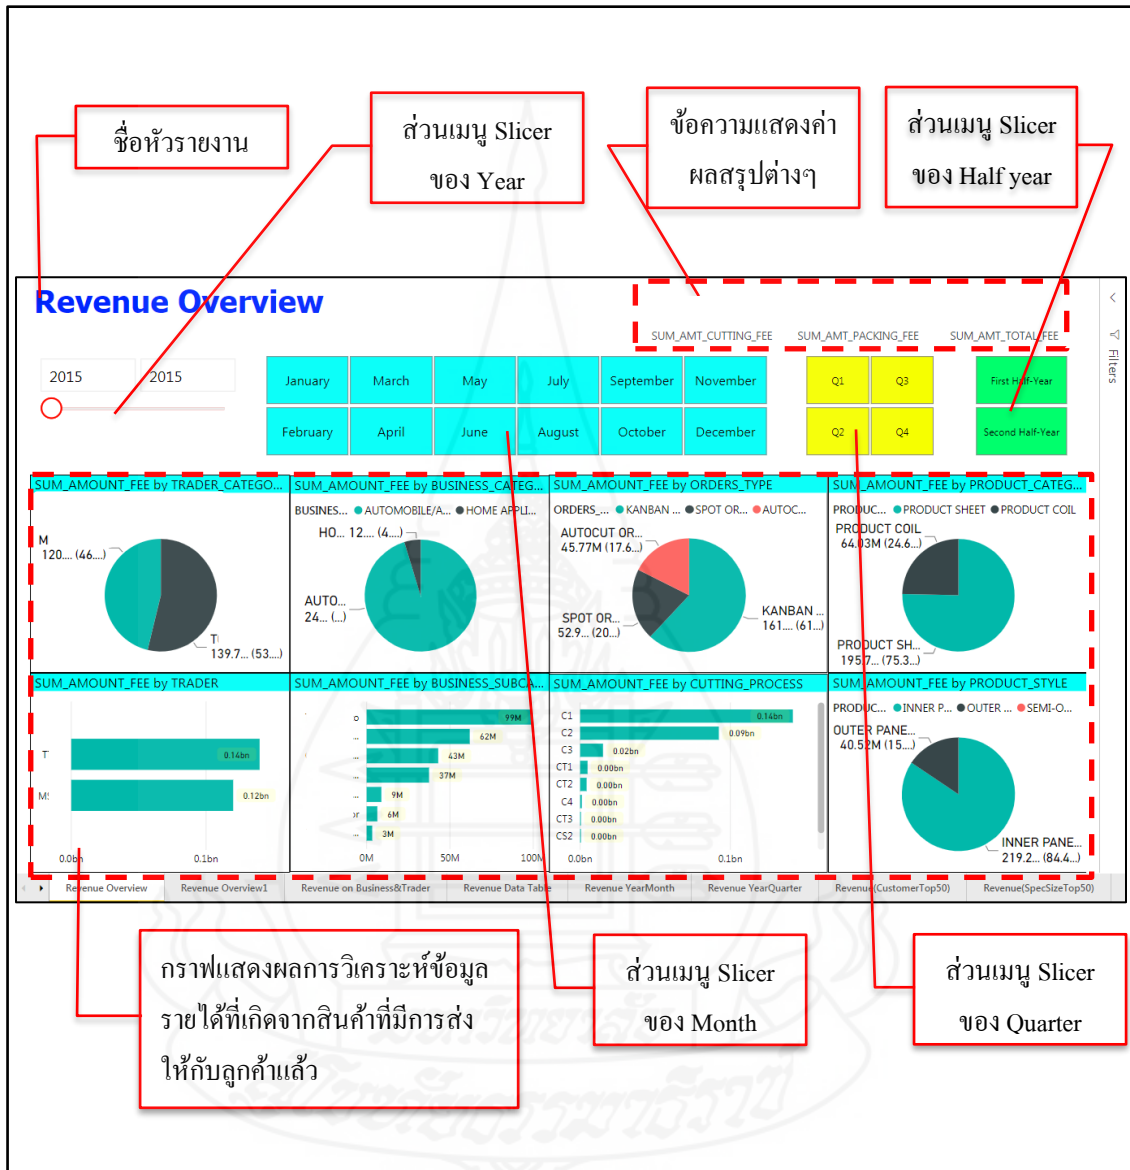 ชื่อหัวรายงาน
ส่วนเมนู Slicer
ของ Year
ข้อความแสดงค่า
ผลสรุปต่างๆ
ส่วนเมนู Slicer
ของ Half year
Revenue Overview
SUM_AMT_CUTTING_FEE SUM_AMT_PACKING_FEE SUM_AMT_TOTAL_FEE
Filters
2015 2015
January March May July September November
February April June August October December
Q1 Q3
Q2 Q4
First Half-Year
Second Half-Year
SUM_AMOUNT_FEE by TRADER_CATEGO...
M
120.... (46....)
139.7... (53....)
SUM_AMOUNT_FEE by BUSINESS_CATEG...
BUSINES... AUTOMOBILE/A... HOME APPLI...
HO... 12.... (4....)
AUTO...
24... (...)
SUM_AMOUNT_FEE by ORDERS_TYPE
ORDERS_... KANBAN ... SPOT OR... AUTOC...
AUTOCUT OR...
45.77M (17.6...)
SPOT OR...
52.9... (20...)
KANBAN ...
161.... (61...)
SUM_AMOUNT_FEE by PRODUCT_CATEG...
PRODUC... PRODUCT SHEET PRODUCT COIL
PRODUCT COIL
64.03M (24.6...)
PRODUCT SH...
195.7... (75.3...)
SUM_AMOUNT_FEE by TRADER
0.14bn
0.12bn
0.0bn 0.1bn
SUM_AMOUNT_FEE by BUSINESS_SUBCA...
99M
62M
43M
37M
9M
6M
3M
0M 50M 100M
SUM_AMOUNT_FEE by CUTTING_PROCESS
C1 0.14bn
C2 0.09bn
C3 0.02bn
CT1 0.00bn
CT2 0.00bn
C4 0.00bn
CT3 0.00bn
CS2 0.00bn
0.0bn 0.1bn
SUM_AMOUNT_FEE by PRODUCT_STYLE
PRODUC... INNER P... OUTER ... SEMI-O...
OUTER PANE...
40.52M (15....)
INNER PANE...
219.2... (84.4...)
Revenue Overview Revenue Overview1 Revenue on Business&Trader Revenue Data Table Revenue YearMonth Revenue YearQuarter Revenue(CustomerTop50) Revenue(SpecSizeTop50)
กราฟแสดงผลการวิเคราะห์ข้อมูล
รายได้ที่เกิดจากสินค้าที่มีการส่ง
ให้กับลูกค้าแล้ว
ส่วนเมนู Slicer
ของ Month
ส่วนเมนู Slicer
ของ Quarter